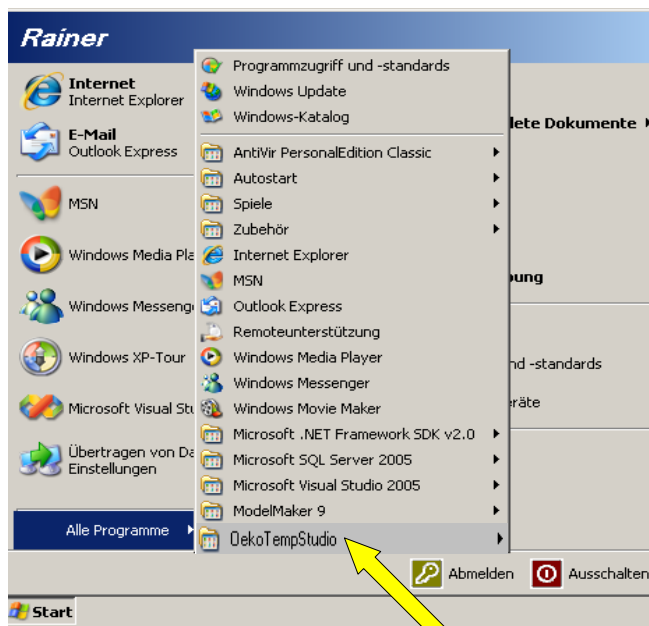 Rainer
Internet
Internet Explorer
E-Mail
Outlook Express
MSN
Windows Media Pla
Windows Messeng
Windows XP-Tour
Microsoft Visual Stu
Übertragen von Da
Einstellungen
Alle Programme
Programmzugriff und -standards
Windows Update
Windows-Katalog
AntiVir PersonalEdition Classic
Autostart
Spiele
Zubehör
Internet Explorer
MSN
Outlook Express
Remoteunterstützung
Windows Media Player
Windows Messenger
Windows Movie Maker
Microsoft .NET Framework SDK v2.0
Microsoft SQL Server 2005
Microsoft Visual Studio 2005
ModelMaker 9
OekoTempStudio
lete Dokumente
ung
nd -standards
räte
Abmelden
Ausschalten
Start